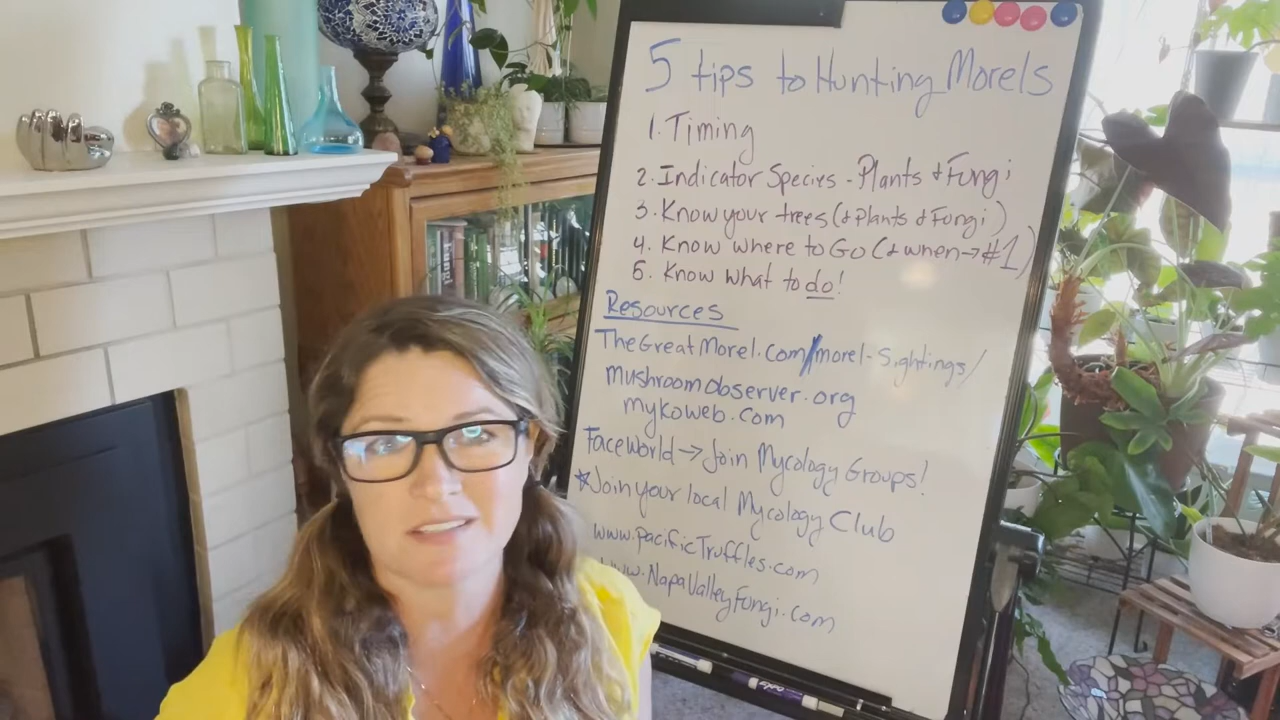 5 tips to Hunting Morels
1. Timing
2. Indicator Species - Plants & Fungi
3. Know your trees (& Plants & Fungi)
4. Know where to Go (& when → #1)
5. Know what to do!
Resources
TheGreatMorel.com/morel-Sightings/
mushroomobserver.org
mykoweb.com
FaceWorld → Join Mycology Groups!
*Join your local Mycology Club
www.pacificTruffles.com
www.NapaValleyFungi.com